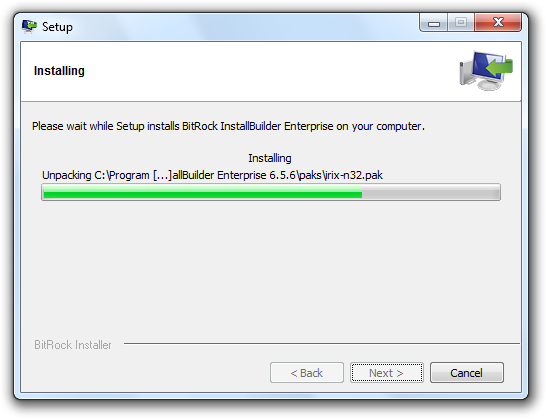 Setup
Installing
Please wait while Setup installs BitRock InstallBuilder Enterprise on your computer.
Installing
Unpacking C:\Program [...]allBuilder Enterprise 6.5.6\paks\irix-n32.pak
BitRock Installer
< Back
Next >
Cancel